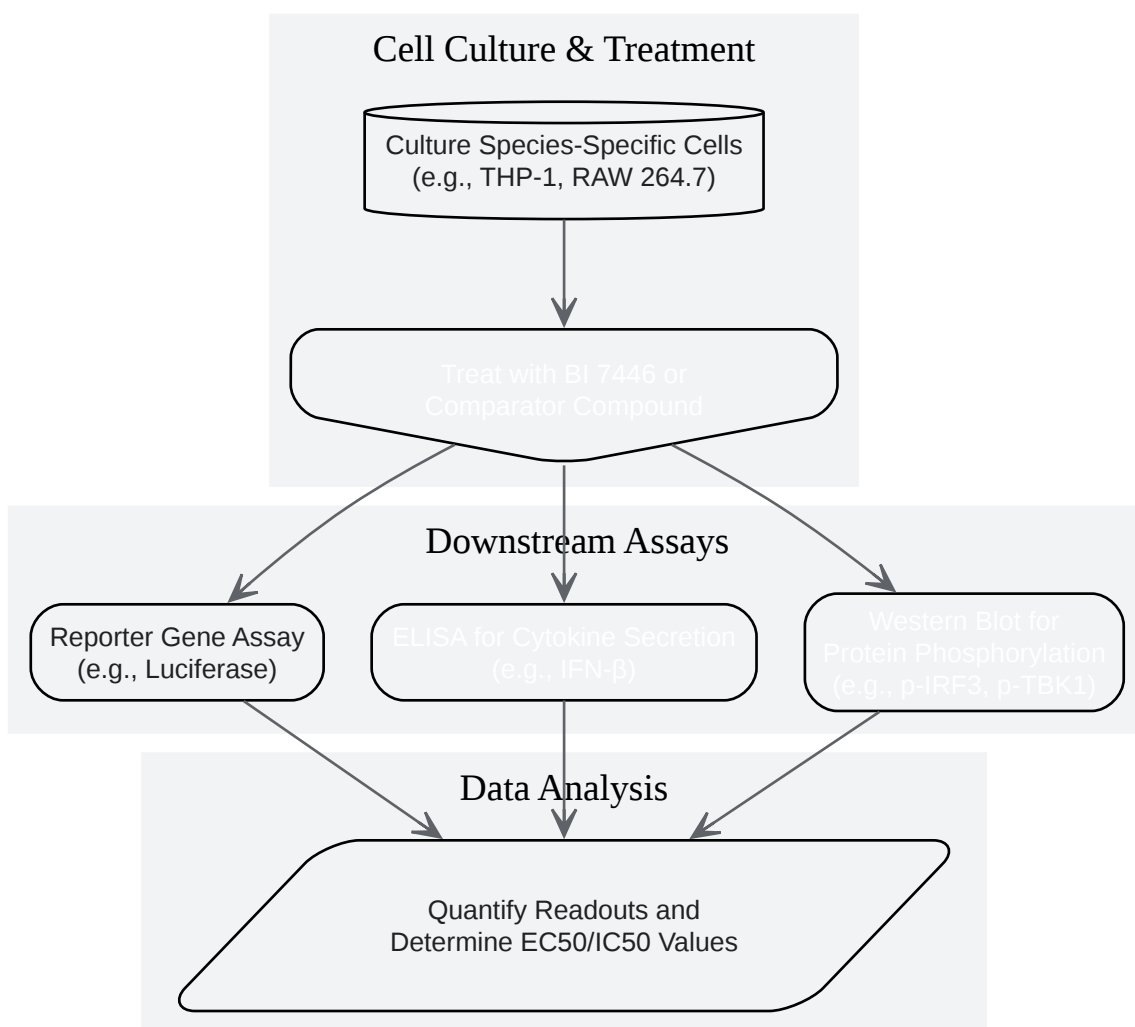 Cell Culture & Treatment
Culture Species-Specific Cells
(e.g., THP-1, RAW 264.7)
Treat with BI 7446 or
Comparator Compound
Downstream Assays
Reporter Gene Assay
(e.g., Luciferase)
ELISA for Cytokine Secretion
(e.g., IFN-β)
Western Blot for
Protein Phosphorylation
(e.g., p-IRF3, p-TBK1)
Data Analysis
Quantify Readouts and
Determine EC50/IC50 Values